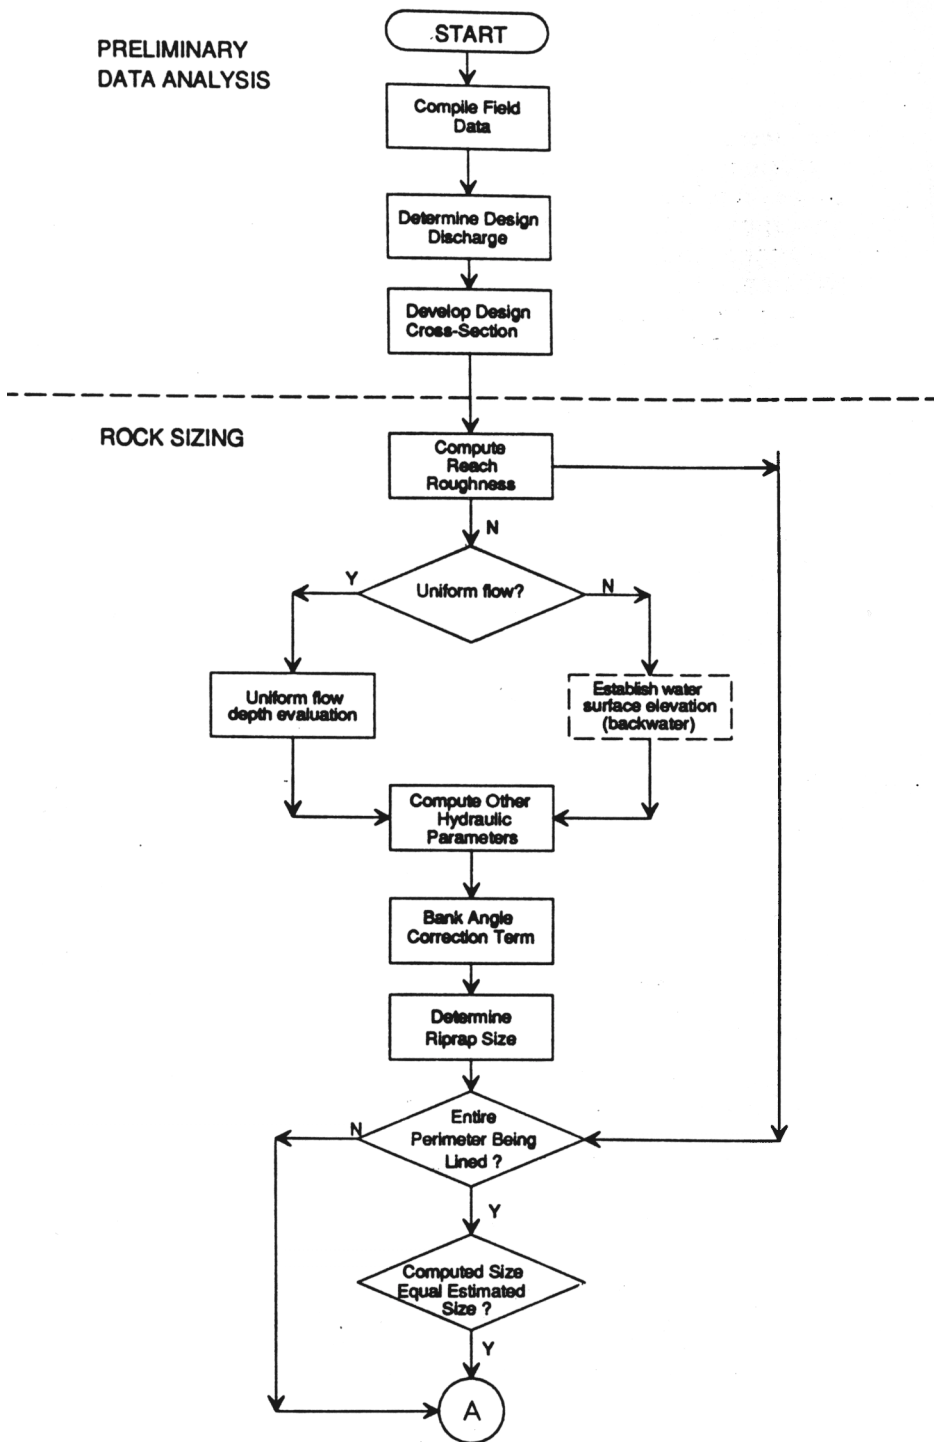 START
PRELIMINARY
DATA ANALYSIS
Compile Field
Data
Determine Design
Discharge
Develop Design
Cross-Section
ROCK SIZING
Compute
Reach
Roughness
N
Y
Uniform flow?
N
Uniform flow
depth evaluation
Establish water
surface elevation
(backwater)
Compute Other
Hydraulic
Parameters
Bank Angle
Correction Term
Determine
Riprap Size
N
Entire
Perimeter Being
Lined ?
Y
Computed Size
Equal Estimated
Size ?
Y
A